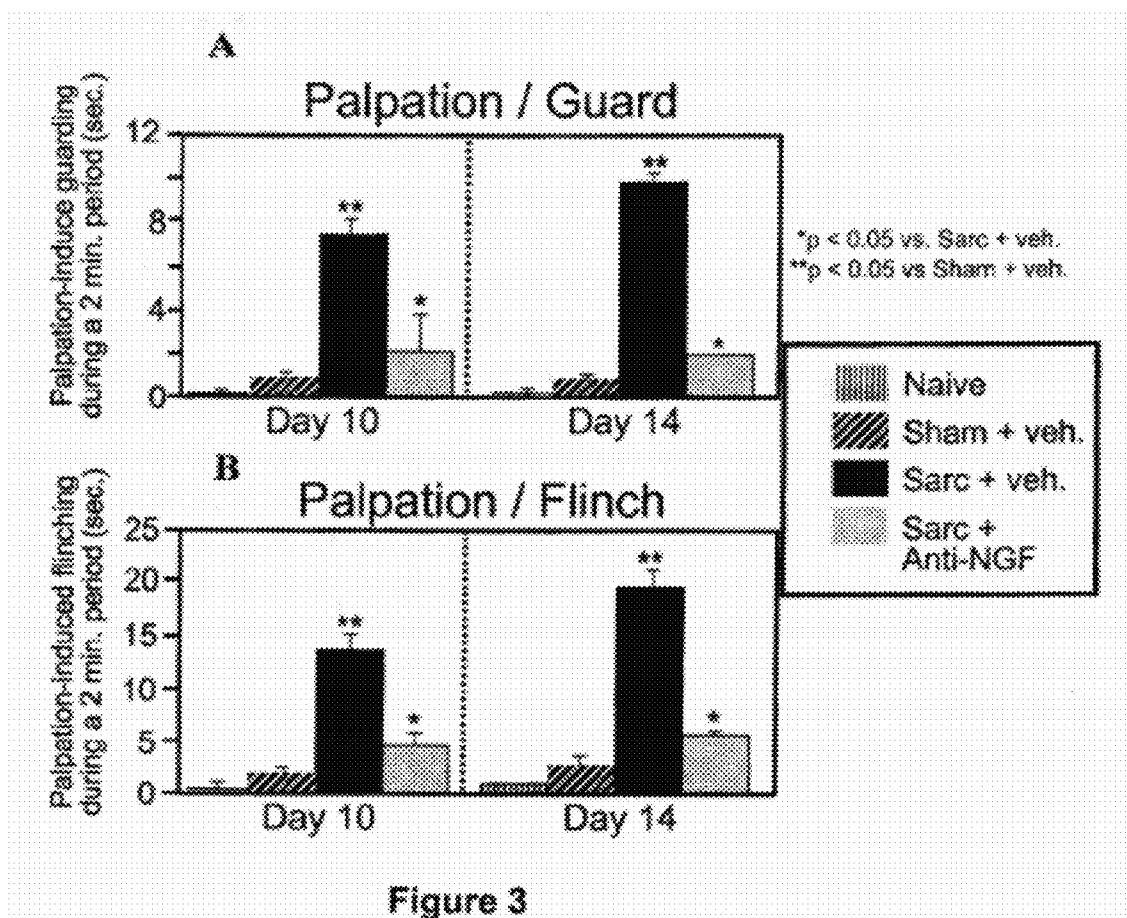 A
Palpation / Guard
Palpation-induce guarding
during a 2 min. period (sec.)
12
8
4
0
**
*
**
*
Day 10
Day 14
*p < 0.05 vs. Sarc + veh.
**p < 0.05 vs Sham + veh.
Naive
Sham + veh.
Sarc + veh.
Sarc +
Anti-NGF
B
Palpation / Flinch
Palpation-induced flinching
during a 2 min. period (sec.)
25
20
15
10
5
0
**
*
**
*
Day 10
Day 14
Figure 3